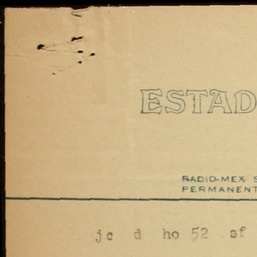 ESTAD
RADIO-MEX S
PERMANENT
jc d ho 52 sf